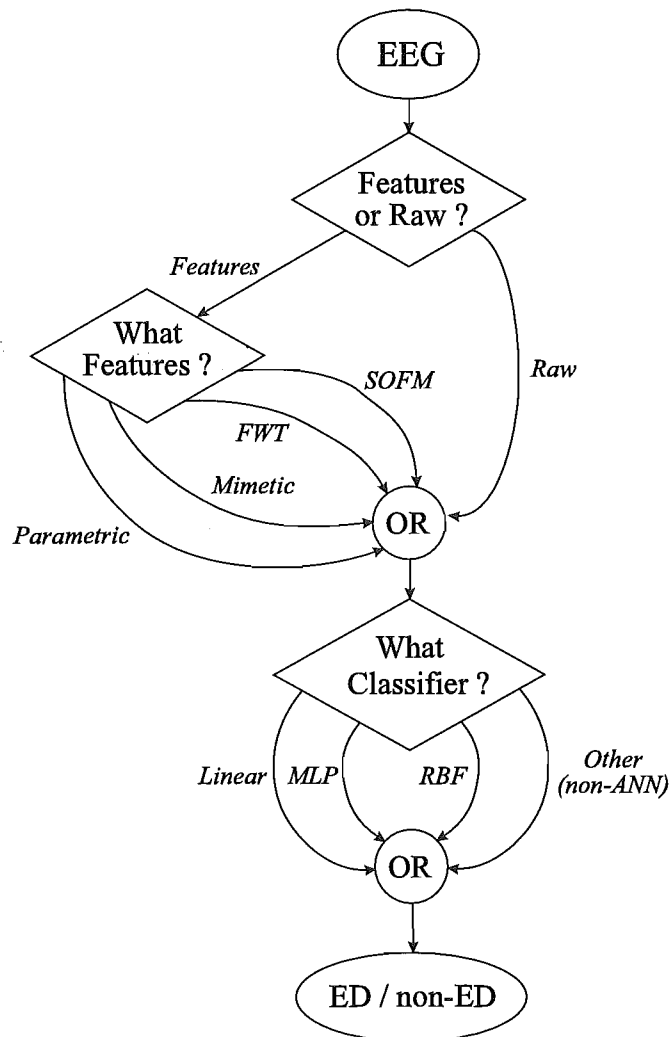 EEG
Features
or Raw ?
Features
What
Features ?
SOFM
Raw
FWT
Mimetic
OR
Parametric
What
Classifier ?
Linear
MLP
RBF
Other
(non-ANN)
OR
ED / non-ED